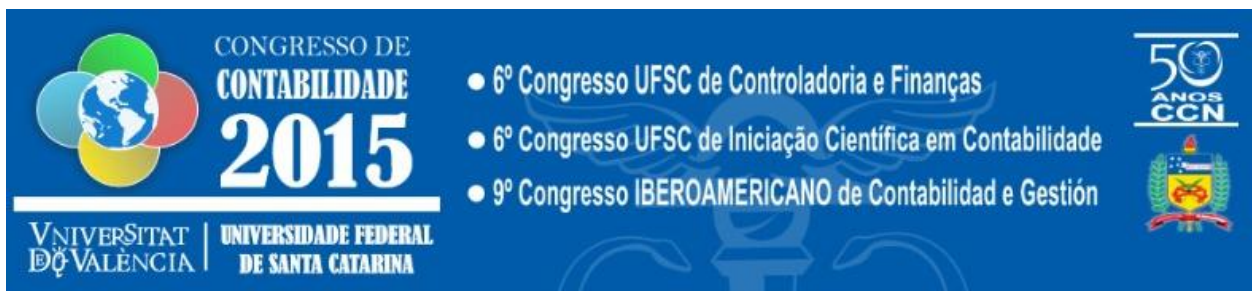 CONGRESSO DE
CONTABILIDADE
2015
VNIVERSITAT
E DǪ VALÈNCIA
UNIVERSIDADE FEDERAL
DE SANTA CATARINA
● 6º Congresso UFSC de Controladoria e Finanças
● 6º Congresso UFSC de Iniciação Científica em Contabilidade
● 9º Congresso IBEROAMERICANO de Contabilidad e Gestión
50
ANOS
CCN